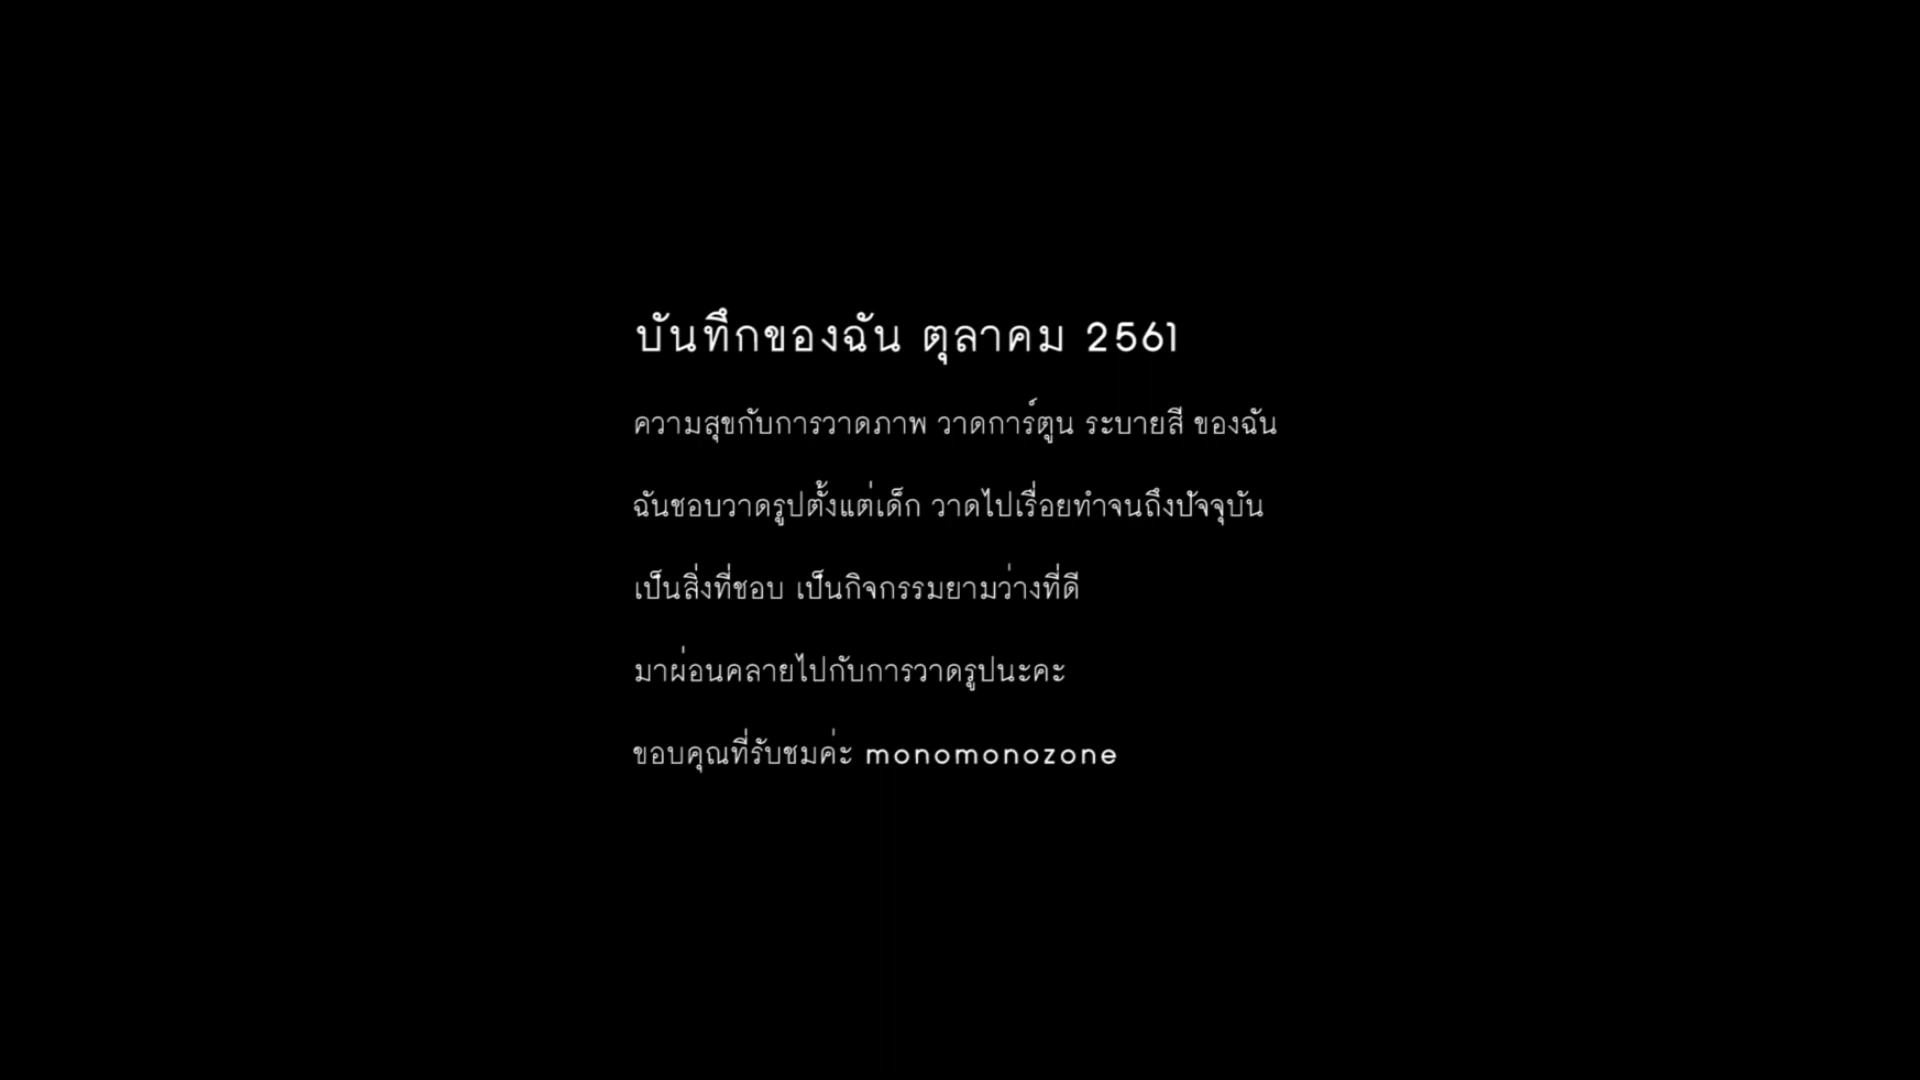 บันทึกของฉัน ตุลาคม 2561
ความสุขกับการวาดภาพ วาดการ์ตูน ระบายสี ของฉัน
ฉันชอบวาดรูปตั้งแต่เด็ก วาดไปเรื่อยทำจนถึงปัจจุบัน
เป็นสิ่งที่ชอบ เป็นกิจกรรมยามว่างที่ดี
มาผ่อนคลายไปกับการวาดรูปนะคะ
ขอบคุณที่รับชมค่ะ monomonozone